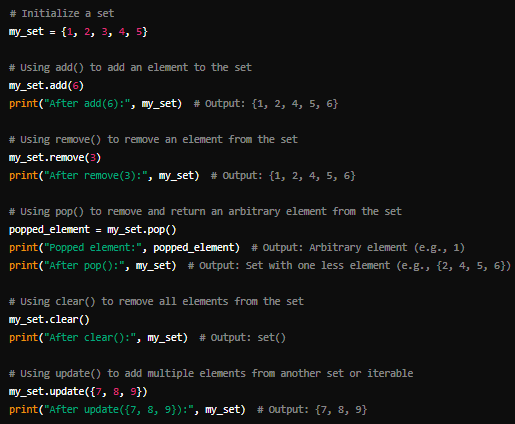 # Initialize a set
my_set = {1, 2, 3, 4, 5}
# Using add() to add an element to the set
my_set.add(6)
print("After add(6):", my_set)  # Output: {1, 2, 4, 5, 6}
# Using remove() to remove an element from the set
my_set.remove(3)
print("After remove(3):", my_set)  # Output: {1, 2, 4, 5, 6}
# Using pop() to remove and return an arbitrary element from the set
popped_element = my_set.pop()
print("Popped element:", popped_element)  # Output: Arbitrary element (e.g., 1)
print("After pop():", my_set)  # Output: Set with one less element (e.g., {2, 4, 5, 6})
# Using clear() to remove all elements from the set
my_set.clear()
print("After clear():", my_set)  # Output: set()
# Using update() to add multiple elements from another set or iterable
my_set.update({7, 8, 9})
print("After update({7, 8, 9}):", my_set)  # Output: {7, 8, 9}